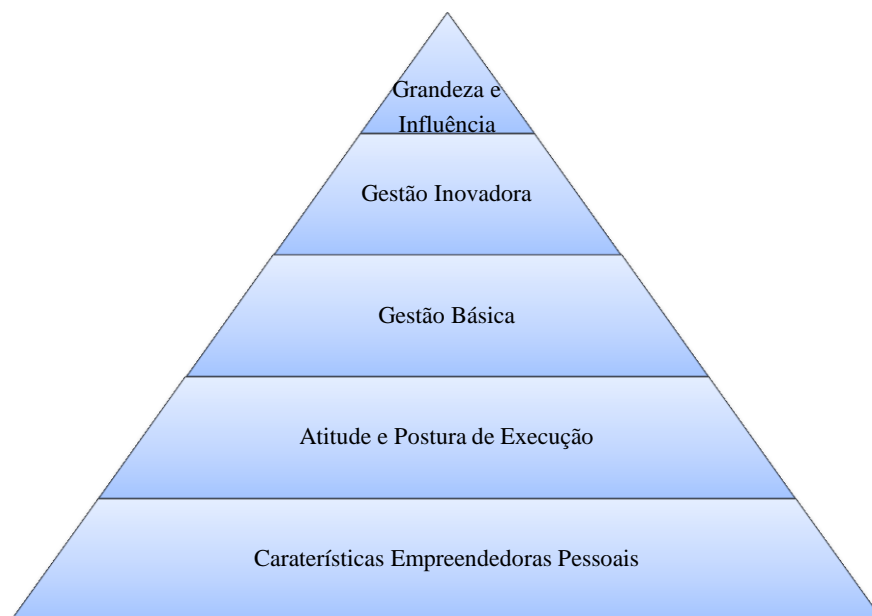 Grandeza e
Influência
Gestão Inovadora
Gestão Básica
Atitude e Postura de Execução
Caraterísticas Empreendedoras Pessoais